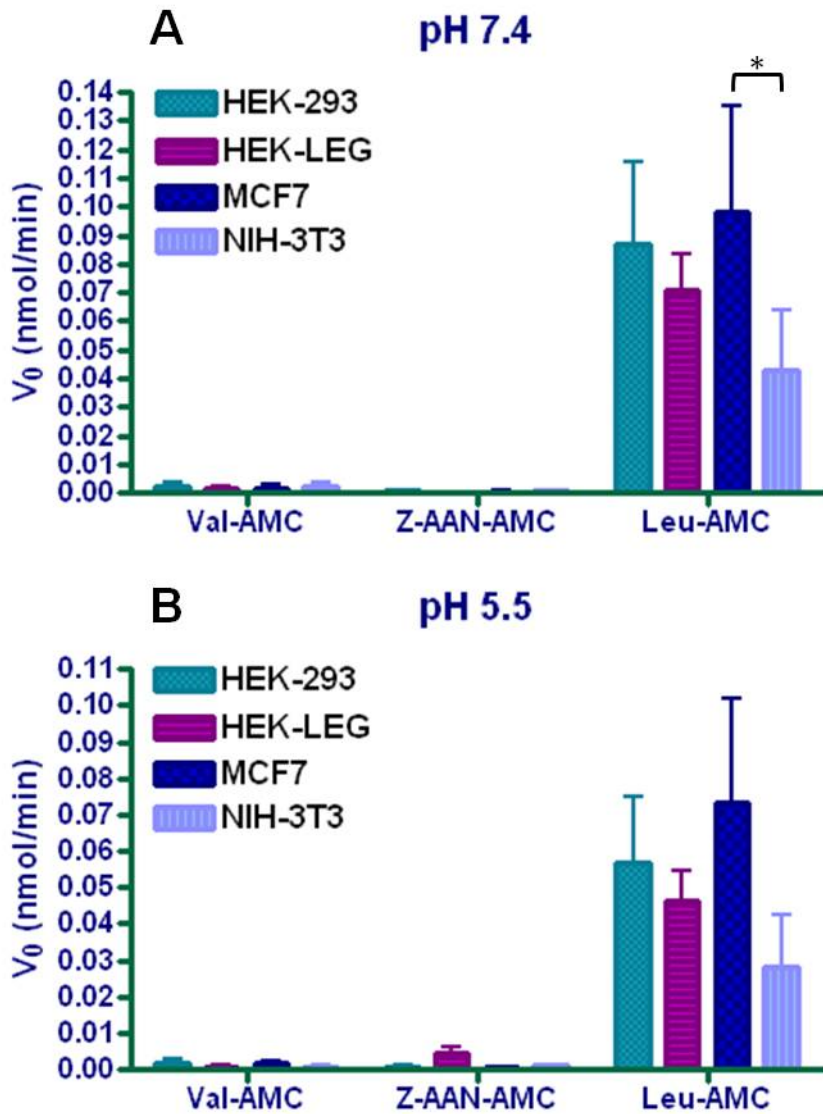 A pH 7.4
*
0.14
0.13
0.12
0.11
0.10
0.09
0.08
0.07
0.06
0.05
0.04
0.03
0.02
0.01
0.00
V₀ (nmol/min)
HEK-293
HEK-LEG
MCF7
NIH-3T3
Val-AMC Z-AAN-AMC Leu-AMC
B pH 5.5
0.11
0.10
0.09
0.08
0.07
0.06
0.05
0.04
0.03
0.02
0.01
0.00
V₀ (nmol/min)
HEK-293
HEK-LEG
MCF7
NIH-3T3
Val-AMC Z-AAN-AMC Leu-AMC